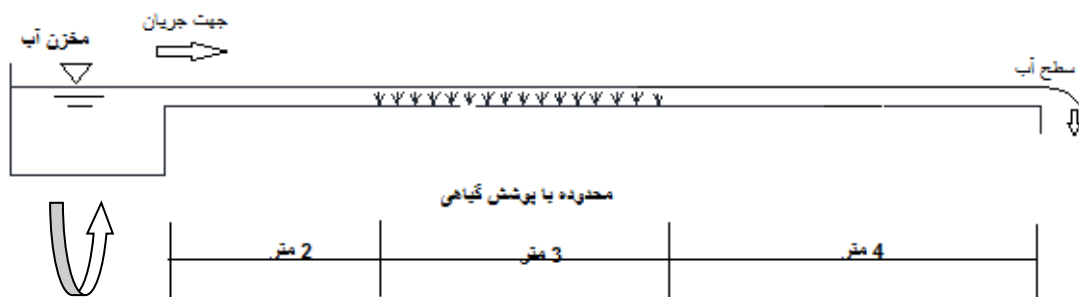 جهت جریان
مخزن آب
سطح آب
محدوده با پوشش گیاهی
2 متر
3 متر
4 متر